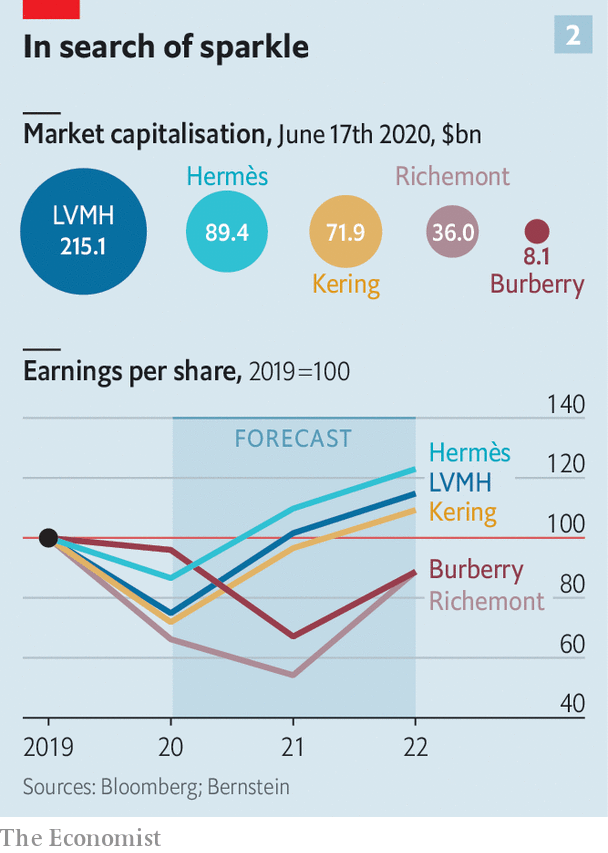 In search of sparkle
2
Market capitalisation, June 17th 2020, $bn
LVMH
215.1
Hermès
89.4
71.9
Kering
Richemont
36.0
8.1
Burberry
Earnings per share, 2019=100
FORECAST
140
120
100
80
60
40
Hermès
LVMH
Kering
Burberry
Richemont
2019 20 21 22
Sources: Bloomberg; Bernstein
The Economist